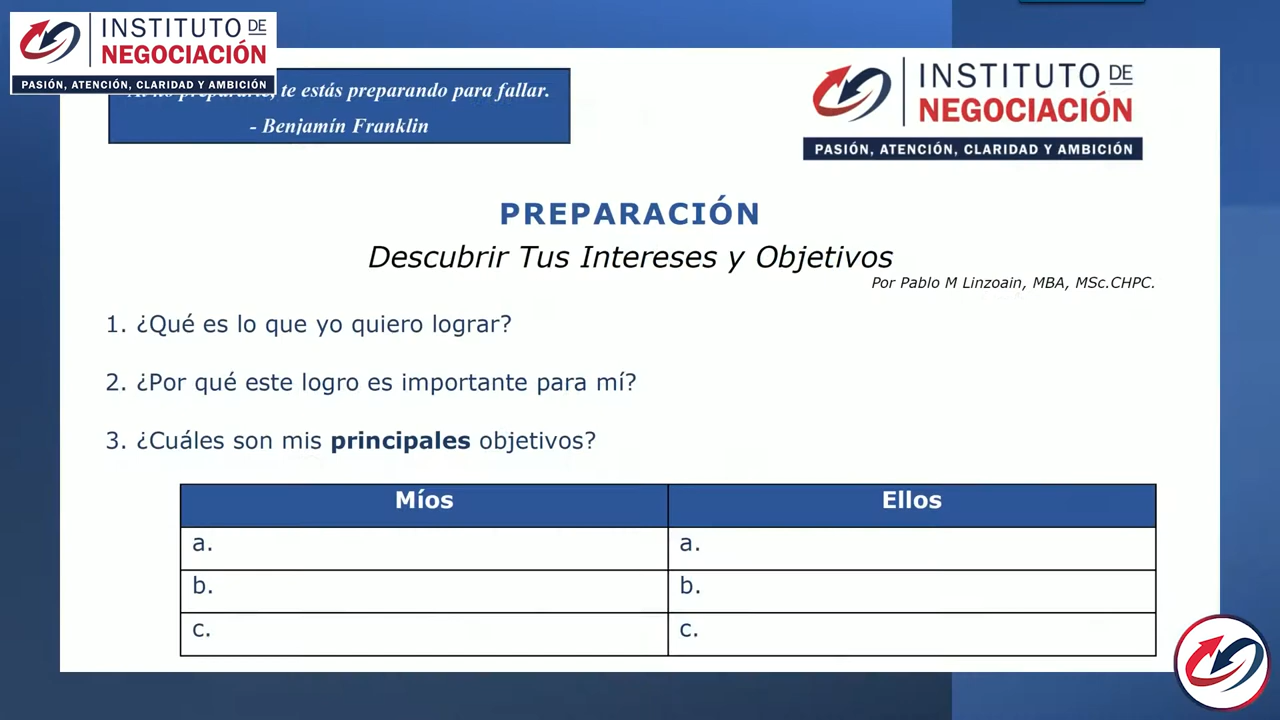 INSTITUTO DE
NEGOCIACIÓN
PASIÓN, ATENCIÓN, CLARIDAD Y AMBICIÓN
te estás preparando para fallar.
- Benjamín Franklin
INSTITUTO DE
NEGOCIACIÓN
PASIÓN, ATENCIÓN, CLARIDAD Y AMBICIÓN
PREPARACIÓN
Descubrir Tus Intereses y Objetivos
Por Pablo M Linzoain, MBA, MSc.CHPC.
1. ¿Qué es lo que yo quiero lograr?
2. ¿Por qué este logro es importante para mí?
3. ¿Cuáles son mis principales objetivos?
Míos Ellos
a. a.
b. b.
c. c.